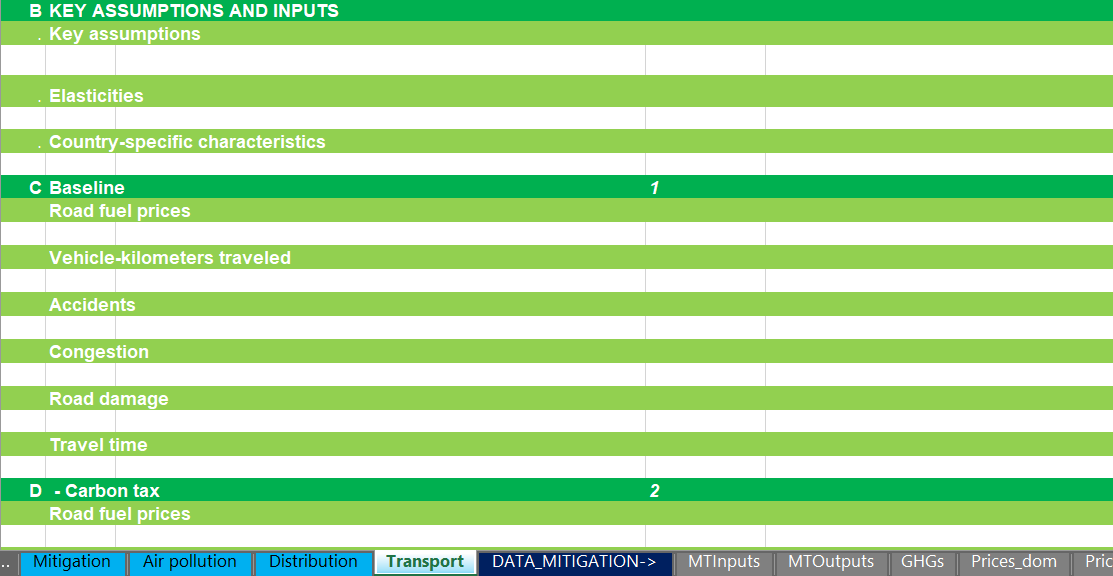 B KEY ASSUMPTIONS AND INPUTS
. Key assumptions
. Elasticities
. Country-specific characteristics
C Baseline 1
Road fuel prices
Vehicle-kilometers traveled
Accidents
Congestion
Road damage
Travel time
D - Carbon tax 2
Road fuel prices
.. Mitigation Air pollution Distribution Transport DATA_MITIGATION-> MTInputs MTOutputs GHGs Prices_dom Pric